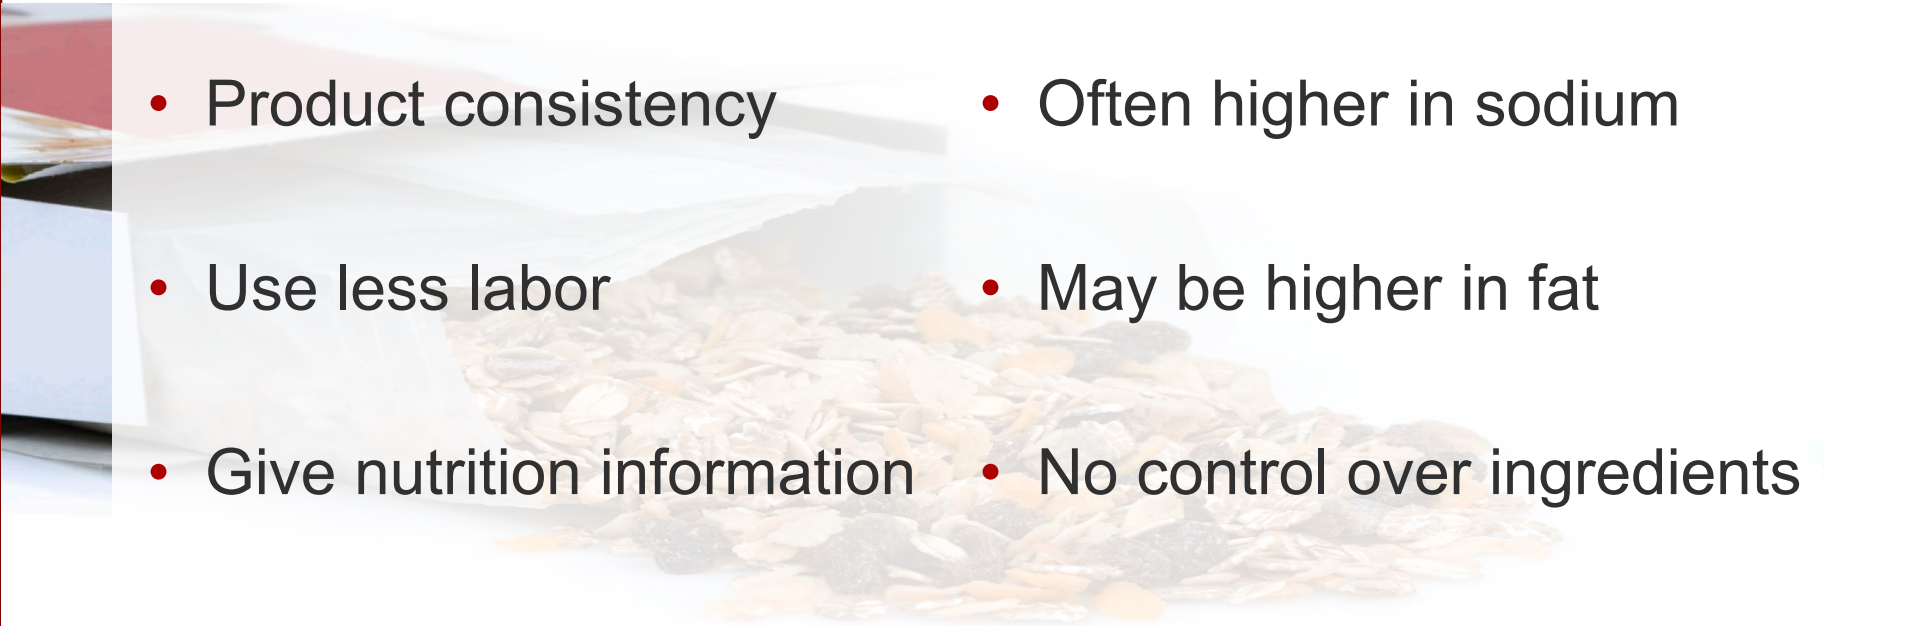 • Product consistency
• Use less labor
• Give nutrition information
• Often higher in sodium
• May be higher in fat
• No control over ingredients